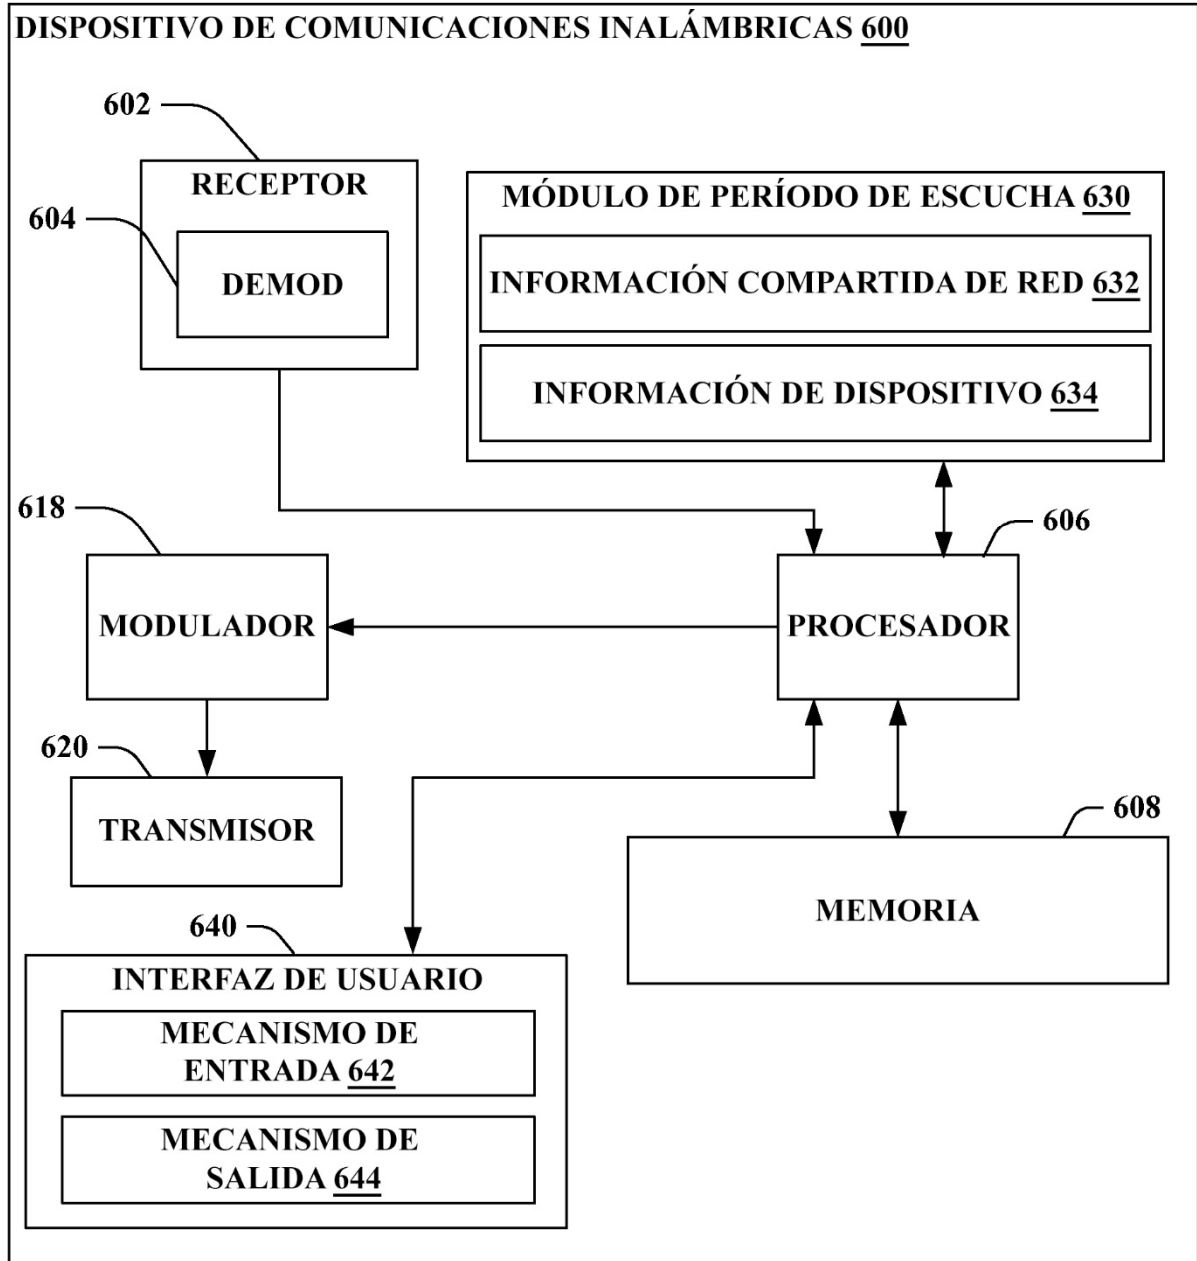 DISPOSITIVO DE COMUNICACIONES INALÁMBRICAS 600
602
RECEPTOR
604
DEMOD
MÓDULO DE PERÍODO DE ESCUCHA 630
INFORMACIÓN COMPARTIDA DE RED 632
INFORMACIÓN DE DISPOSITIVO 634
618
MODULADOR
606
PROCESADOR
620
TRANSMISOR
608
MEMORIA
640
INTERFAZ DE USUARIO
MECANISMO DE
ENTRADA 642
MECANISMO DE
SALIDA 644